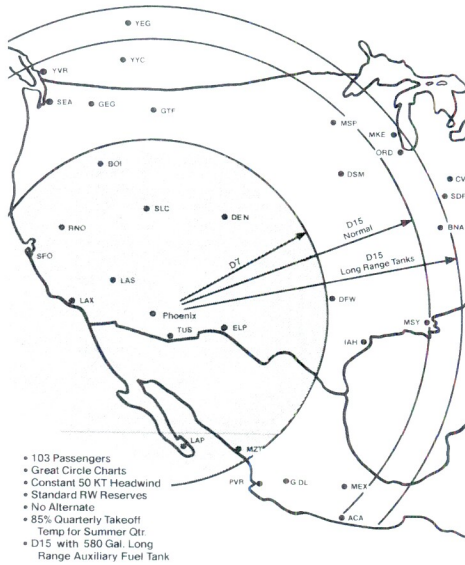 YEG
YYC
YVR
SEA
GEG
GTF
MSP
MKE
ORD
BOI
DSM
CV
SDF
SLC
DEN
BNA
RNO
SFO
D7
D15
Normal
D15
Long Range Tanks
LAS
LAX
Phoenix
DFW
TUS
ELP
MSY
IAH
LAP
MZT
PVR
GDL
MEX
ACA
• 103 Passengers
• Great Circle Charts
• Constant 50 KT Headwind
• Standard RW Reserves
• No Alternate
• 85% Quarterly Takeoff
Temp for Summer Qtr.
• D15 with 580 Gal. Long
Range Auxiliary Fuel Tank